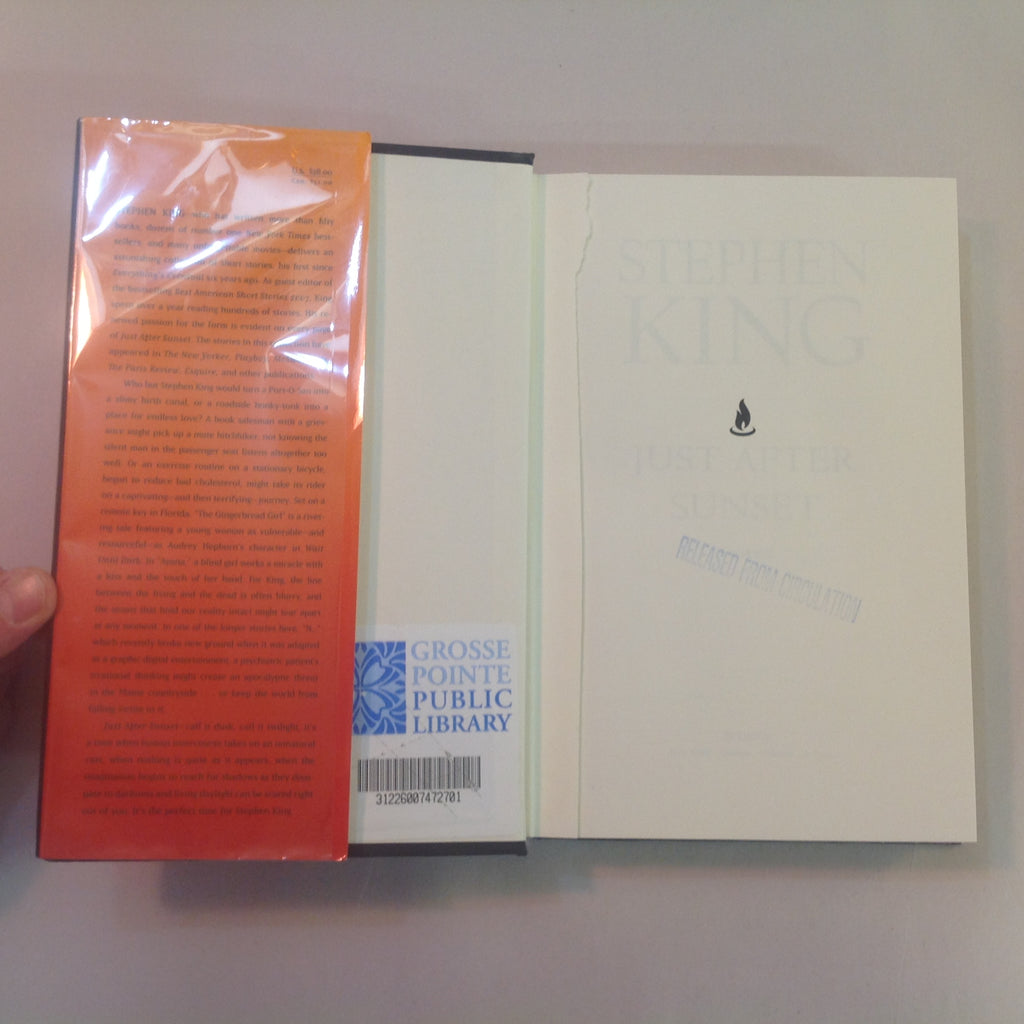 U.S. $28.00
STEPHEN KING—who has written more than fifty
books, dozens of number one New York Times best-
sellers, and many unforgettable movies—delivers an
astonishing collection of short stories, his first since
Everything's Eventual six years ago. As guest editor of
the bestselling Best American Short Stories 2007, King
spent over a year reading hundreds of stories. His re-
newed passion for the form is evident on every page
of Just After Sunset. The stories in this collection have
appeared in The New Yorker, Playboy,
The Paris Review, Esquire, and other publications.
Who but Stephen King would turn a Port-O-San into
a slimy birth canal, or a roadside honky-tonk into a
place for endless love? A book salesman with a griev-
ance might pick up a mute hitchhiker, not knowing the
silent man in the passenger seat listens altogether too
well. Or an exercise routine on a stationary bicycle,
begun to reduce bad cholesterol, might take its rider
on a captivating—and then terrifying—journey. Set on a
remote key in Florida, "The Gingerbread Girl" is a rivet-
ing tale featuring a young woman as vulnerable—and
resourceful—as Audrey Hepburn's character in Wait
Until Dark. In "Ayana," a blind girl works a miracle with
a kiss and the touch of her hand. For King, the line
between the living and the dead is often blurry, and
the seams that hold our reality intact might tear apart
at any moment. In one of the longer stories here, "N.,"
which recently broke new ground when it was adapted
as a graphic digital entertainment, a psychiatric patient's
irrational thinking might create an apocalyptic threat
in the Maine countryside . . . or keep the world from
falling victim to it.
Just After Sunset—call it dusk, call it twilight, it's
a time when human intercourse takes on an unnatural
cast, when nothing is quite as it appears, when the
imagination begins to reach for shadows as they dissi-
pate to darkness and living daylight can be scared right
out of you. It's the perfect time for Stephen King
GROSSE
POINTE
PUBLIC
LIBRARY
31226007472701
STEPHEN
KING
JUST AFTER
SUNSET
RELEASED FROM CIRCULATION